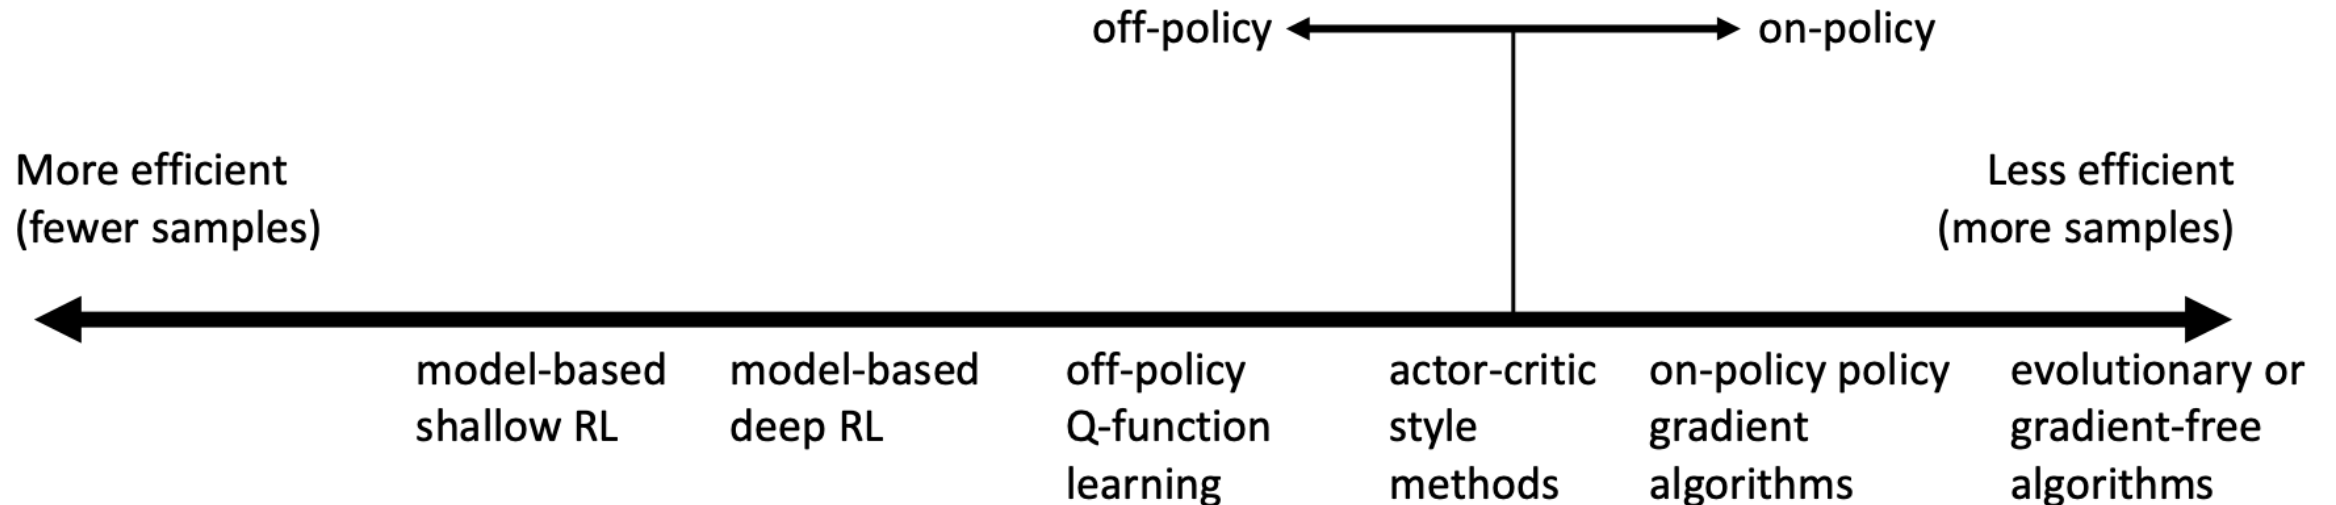 off-policy
on-policy
More efficient
(fewer samples)
Less efficient
(more samples)
model-based
shallow RL
model-based
deep RL
off-policy
Q-function
learning
actor-critic
style
methods
on-policy policy
gradient
algorithms
evolutionary or
gradient-free
algorithms